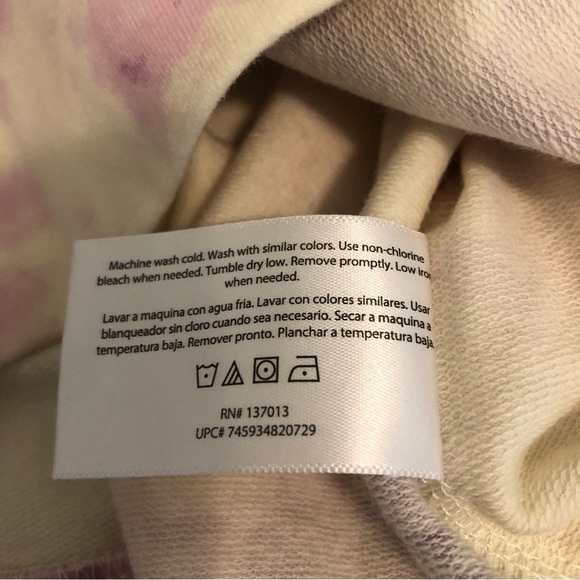 Machine wash cold. Wash with similar colors. Use non-chlorine
bleach when needed. Tumble dry low. Remove promptly. Low iron
when needed.
Lavar a maquina con agua fria. Lavar con colores similares. Usar
blanqueador sin cloro cuando sea necesario. Secar a maquina a
temperatura baja. Remover pronto. Planchar a temperatura baja.
RN# 137013
UPC# 745934820729